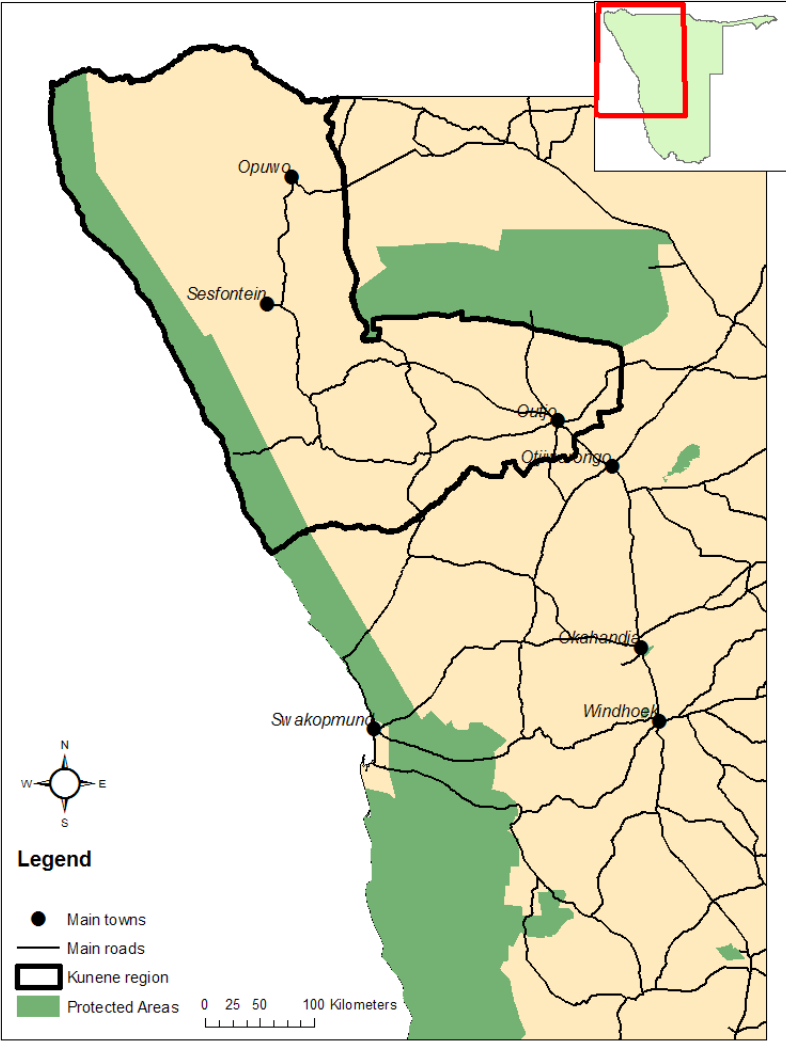 Opuwo
Sesfontein
Outjo
Otjiwarongo
Okahandja
Windhoek
Swakopmund
N
W E
S
Legend
Main towns
Main roads
Kunene region
Protected Areas
0 25 50 100 Kilometers